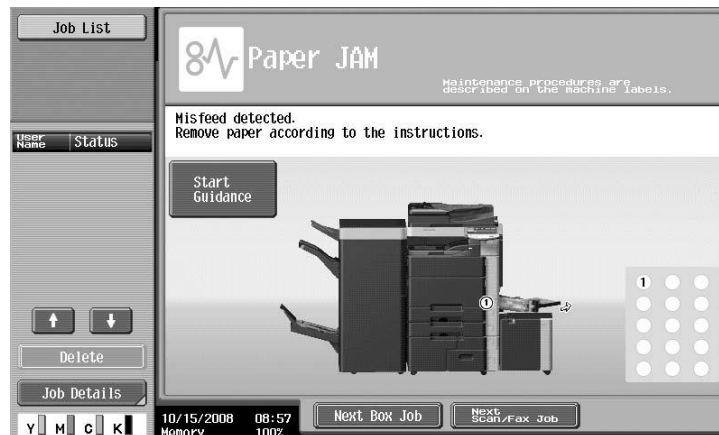 Job List
User
Name
Status
Delete
Job Details
Y M C K
Paper JAM
Maintenance procedures are
described on the machine labels.
Misfeed detected.
Remove paper according to the instructions.
Start
Guidance
1
1
10/15/2008 08:57
Memory 100%
Next Box Job
Next
Scan/Fax Job